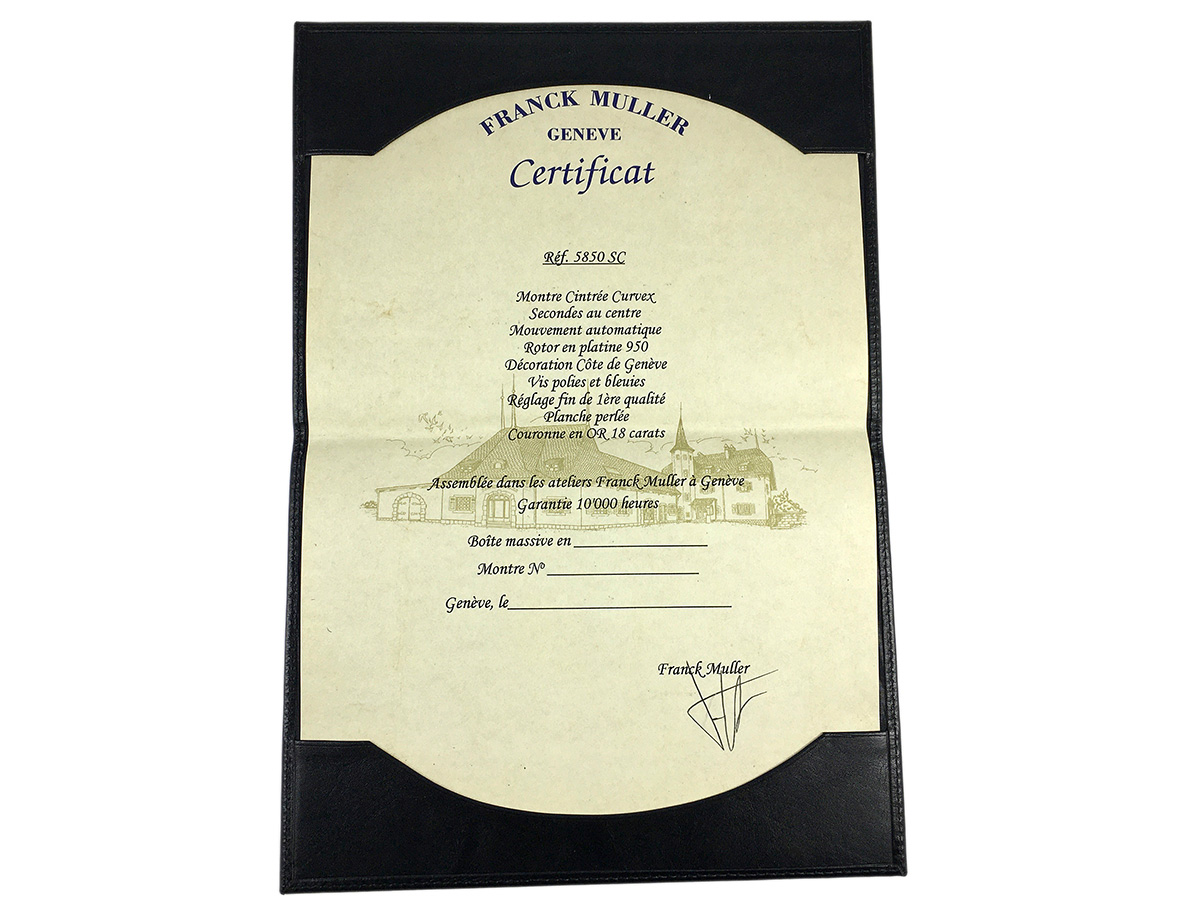 FRANCK MULLER
GENEVE
Certificat
Réf. 5850 SC
Montre Cintrée Curvex
Secondes au centre
Mouvement automatique
Rotor en platine 950
Décoration Côte de Genève
Vis polies et bleuies
Réglage fin de 1ère qualité
Planche perlée
Couronne en OR 18 carats
Assemblée dans les ateliers Franck Muller à Genève
Garantie 10'000 heures
Boîte massive en
Montre N°
Genève, le
Franck Muller